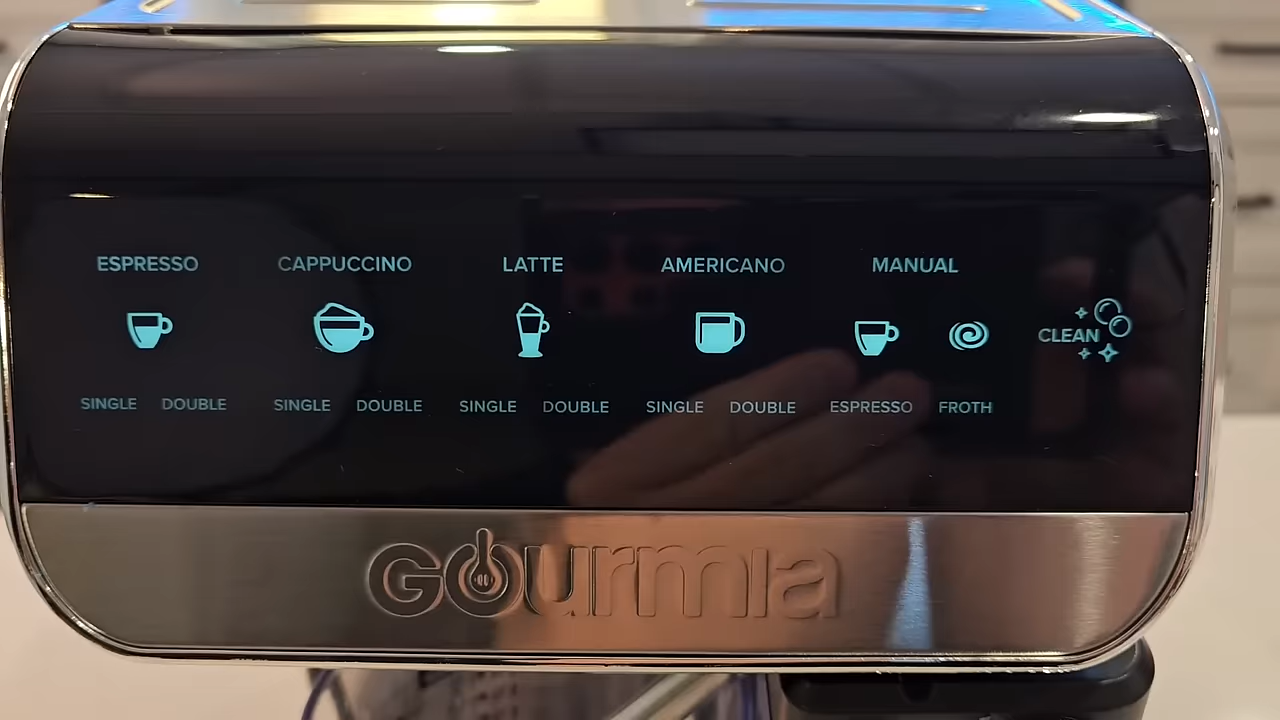 ESPRESSO CAPPUCCINO LATTE AMERICANO MANUAL
CLEAN
SINGLE DOUBLE SINGLE DOUBLE SINGLE DOUBLE SINGLE DOUBLE ESPRESSO FROTH
Gourmia